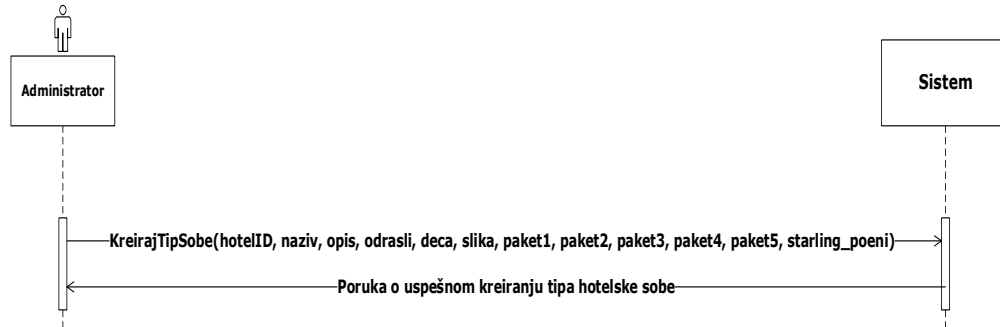 Administrator
Sistem
KreirajTipSobe(hotelID, naziv, opis, odrasli, deca, slika, paket1, paket2, paket3, paket4, paket5, starling_poeni)
Poruka o uspešnom kreiranju tipa hotelske sobe